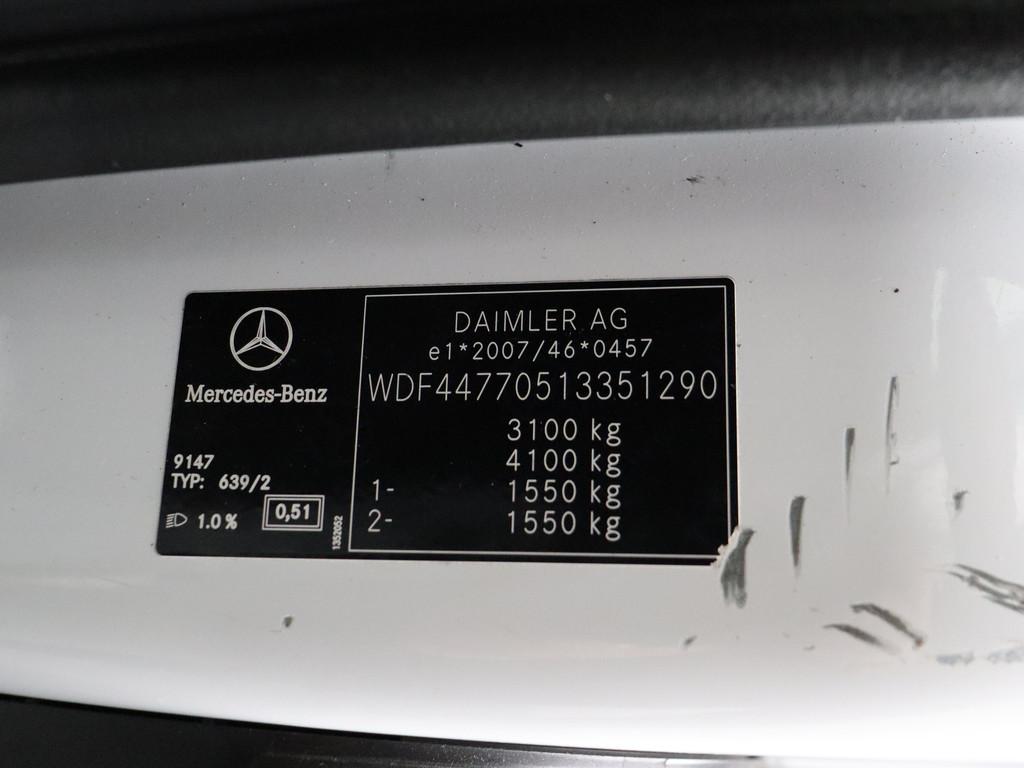 Mercedes-Benz
9147
TYP: 639/2
1.0 %
0,51
1352052
DAIMLER AG
e1*2007/46*0457
WDF44770513351290
3100 kg
4100 kg
1- 1550 kg
2- 1550 kg